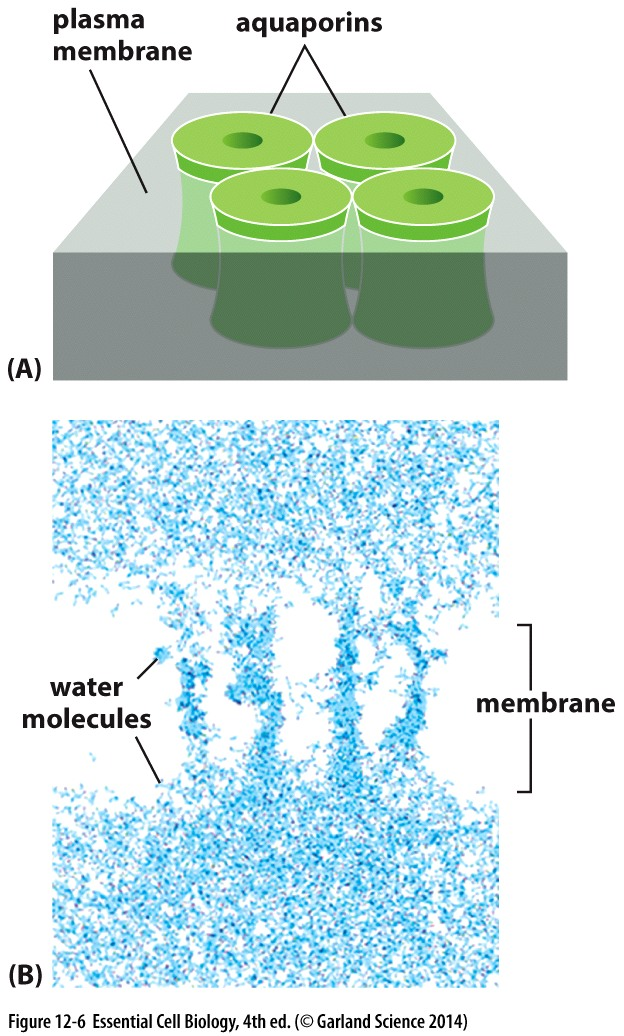 plasma
membrane
aquaporins
(A)
water
molecules
membrane
(B)
Figure 12-6 Essential Cell Biology, 4th ed. (© Garland Science 2014)